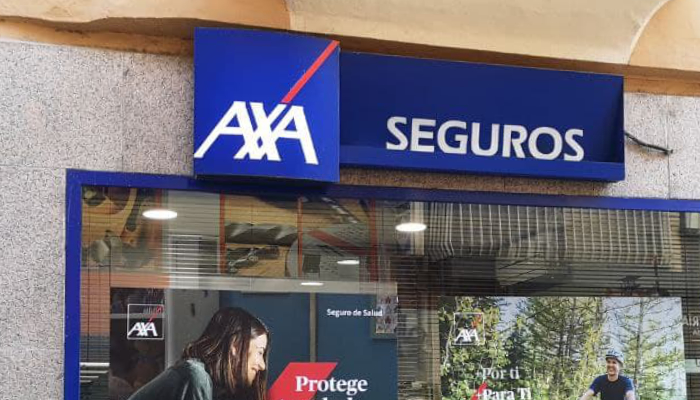 AXA
SEGUROS
AXA
Seguro de Salud
Protege
AXA
Por ti
+Para Ti